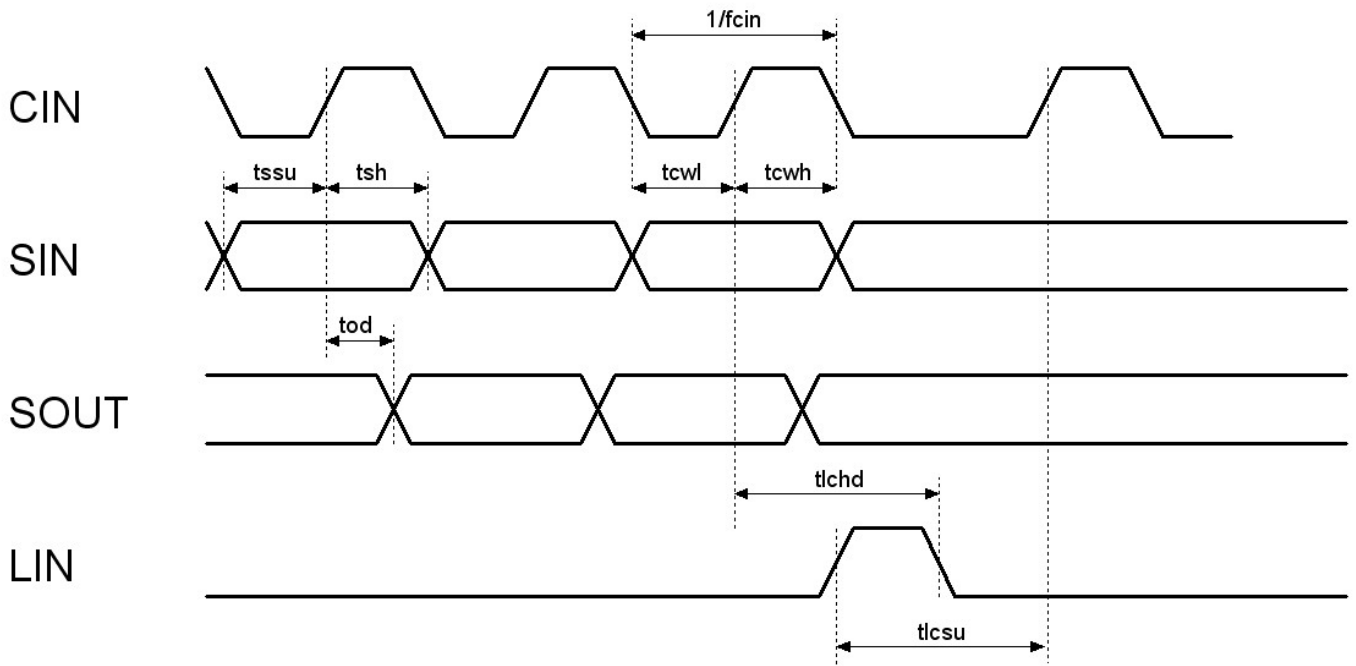 1/fcin
CIN
tssu
tsh
tcwl
tcwh
SIN
tod
SOUT
tlchd
LIN
tlcsu